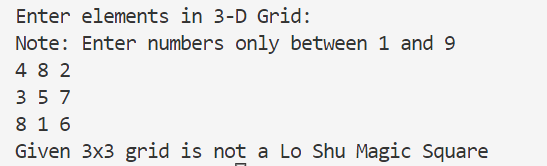 Enter elements in 3-D Grid:
Note: Enter numbers only between 1 and 9
4 8 2
3 5 7
8 1 6
Given 3x3 grid is not a Lo Shu Magic Square